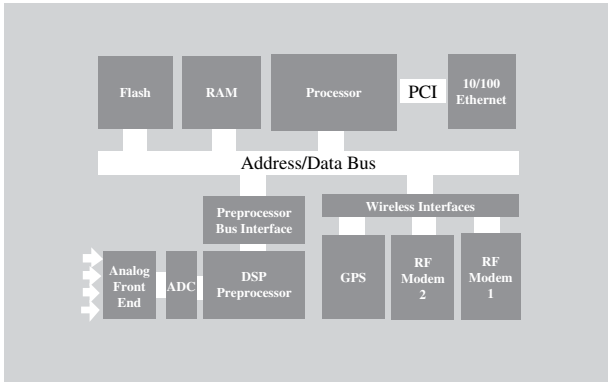 Flash
RAM
Processor
PCI
10/100
Ethernet
Address/Data Bus
Preprocessor
Bus Interface
Wireless Interfaces
Analog
Front
End
ADC
DSP
Preprocessor
GPS
RF
Modem
2
RF
Modem
1